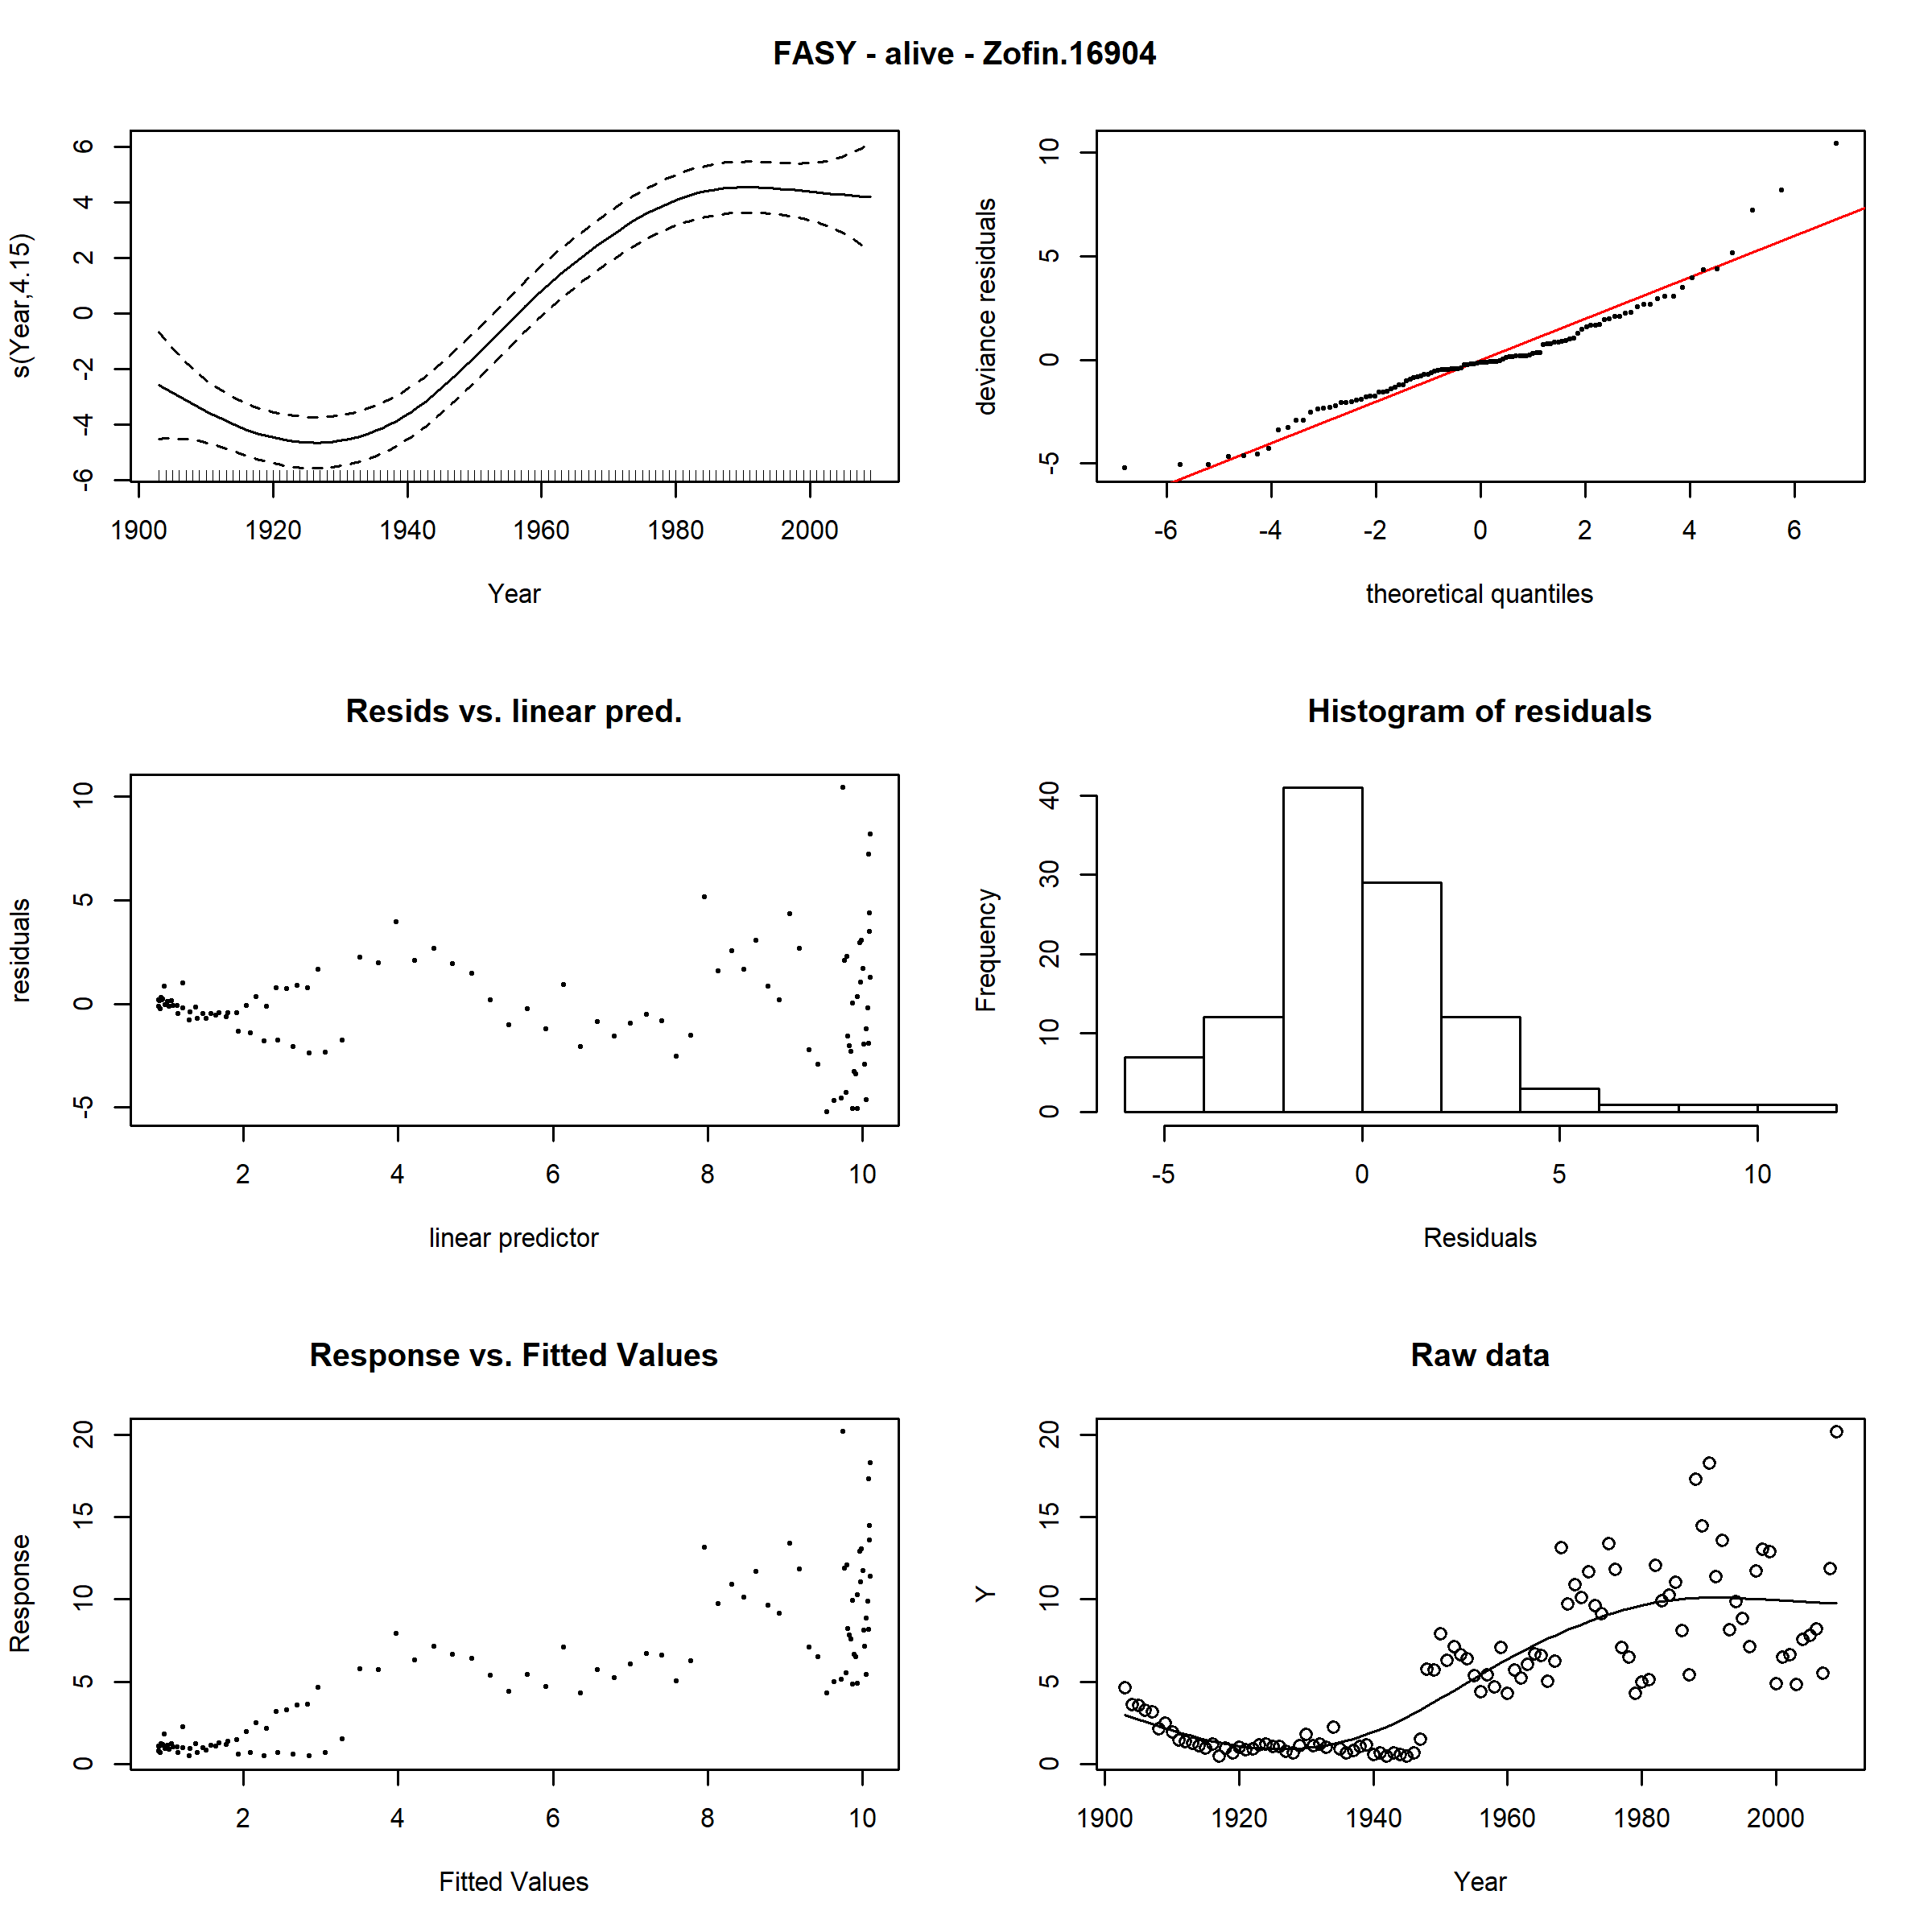 FASY - alive - Zofin.16904
s(Year,4.15)
6
4
2
0
-2
-4
-6
1900 1920 1940 1960 1980 2000
Year
deviance residuals
10
5
0
-5
-6 -4 -2 0 2 4 6
theoretical quantiles
Resids vs. linear pred.
residuals
10
5
0
-5
2 4 6 8 10
linear predictor
Histogram of residuals
Frequency
40
30
20
10
0
-5 0 5 10
Residuals
Response vs. Fitted Values
Response
20
15
10
5
0
2 4 6 8 10
Fitted Values
Raw data
Y
20
15
10
5
0
1900 1920 1940 1960 1980 2000
Year